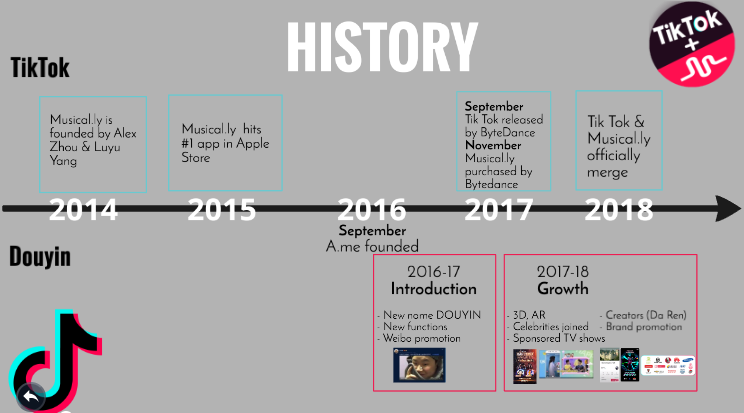 HISTORY
TikTok
+
TikTok
Musical.ly is
founded by Alex
Zhou & Luyu
Yang
Musical.ly hits
#1 app in Apple
Store
September
Tik Tok released
by ByteDance
November
Musical.ly
purchased by
Bytedance
Tik Tok &
Musical.ly
officially
merge
2014
2015
2016
2017
2018
September
A.me founded
Douyin
2016-17
Introduction
- New name DOUYIN
- New functions
- Weibo promotion
2017-18
Growth
- 3D, AR
- Celebrities joined
- Sponsored TV shows
- Creators (Da Ren)
- Brand promotion